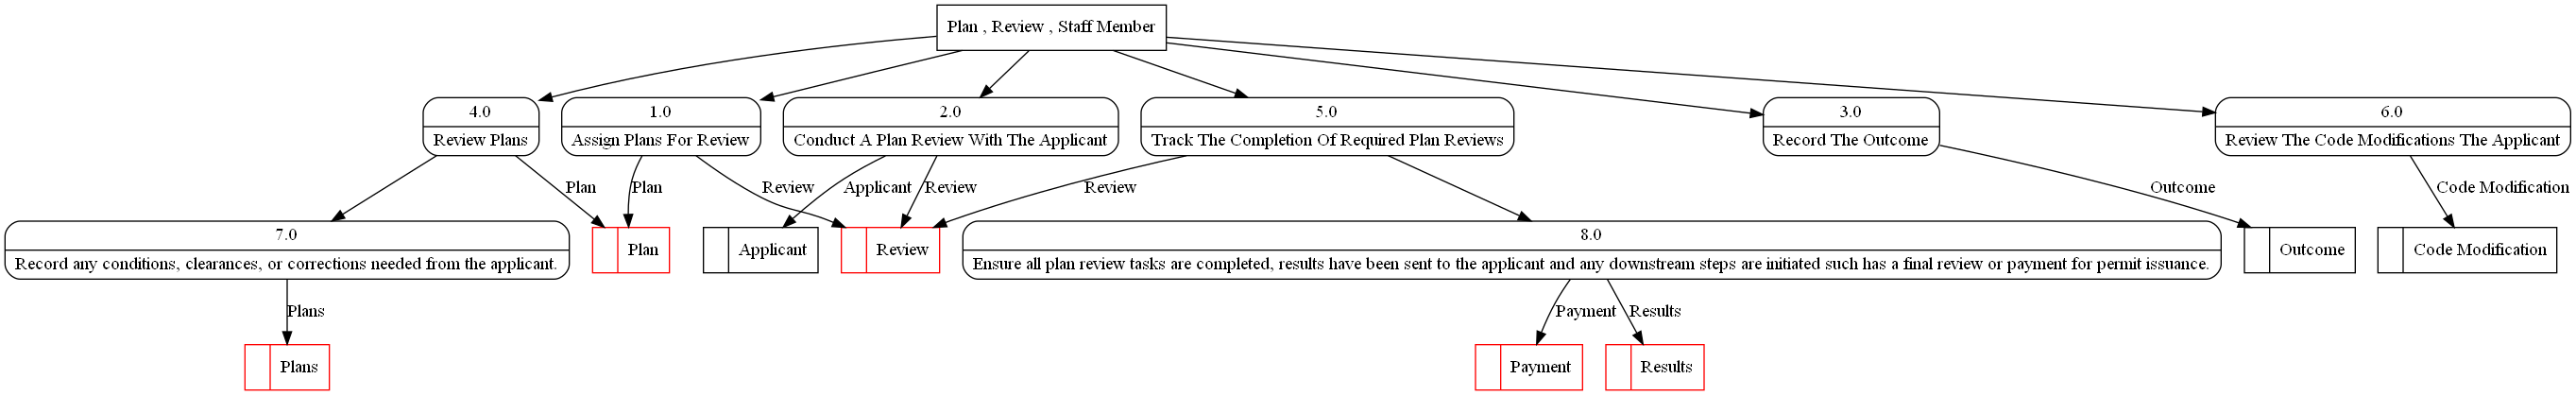 Plan , Review , Staff Member
4.0
Review Plans
1.0
Assign Plans For Review
2.0
Conduct A Plan Review With The Applicant
5.0
Track The Completion Of Required Plan Reviews
3.0
Record The Outcome
6.0
Review The Code Modifications The Applicant
Plan
Plan
Review
Applicant
Review
Review
Outcome
Code Modification
7.0
Record any conditions, clearances, or corrections needed from the applicant.
Plan
Applicant
Review
8.0
Ensure all plan review tasks are completed, results have been sent to the applicant and any downstream steps are initiated such has a final review or payment for permit issuance.
Outcome
Code Modification
Plans
Payment
Results
Plans
Payment
Results